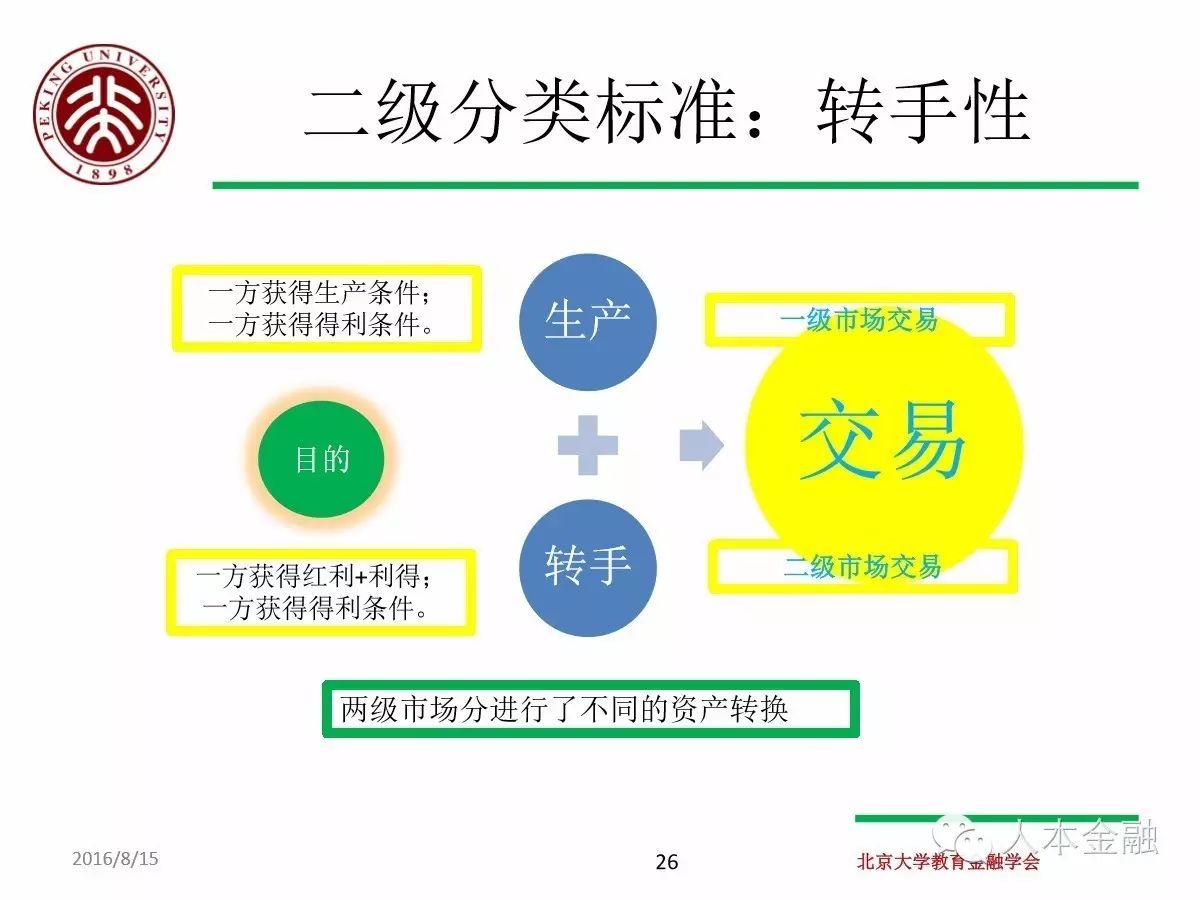 PEKING UNIVERSITY
1898
二级分类标准：转手性
一方获得生产条件；
一方获得得利条件。
生产
一级市场交易
目的
交易
一方获得红利+利得；
一方获得得利条件。
转手
二级市场交易
两级市场分进行了不同的资产转换
2016/8/15
26
北京大学教育金融学会
人本金融